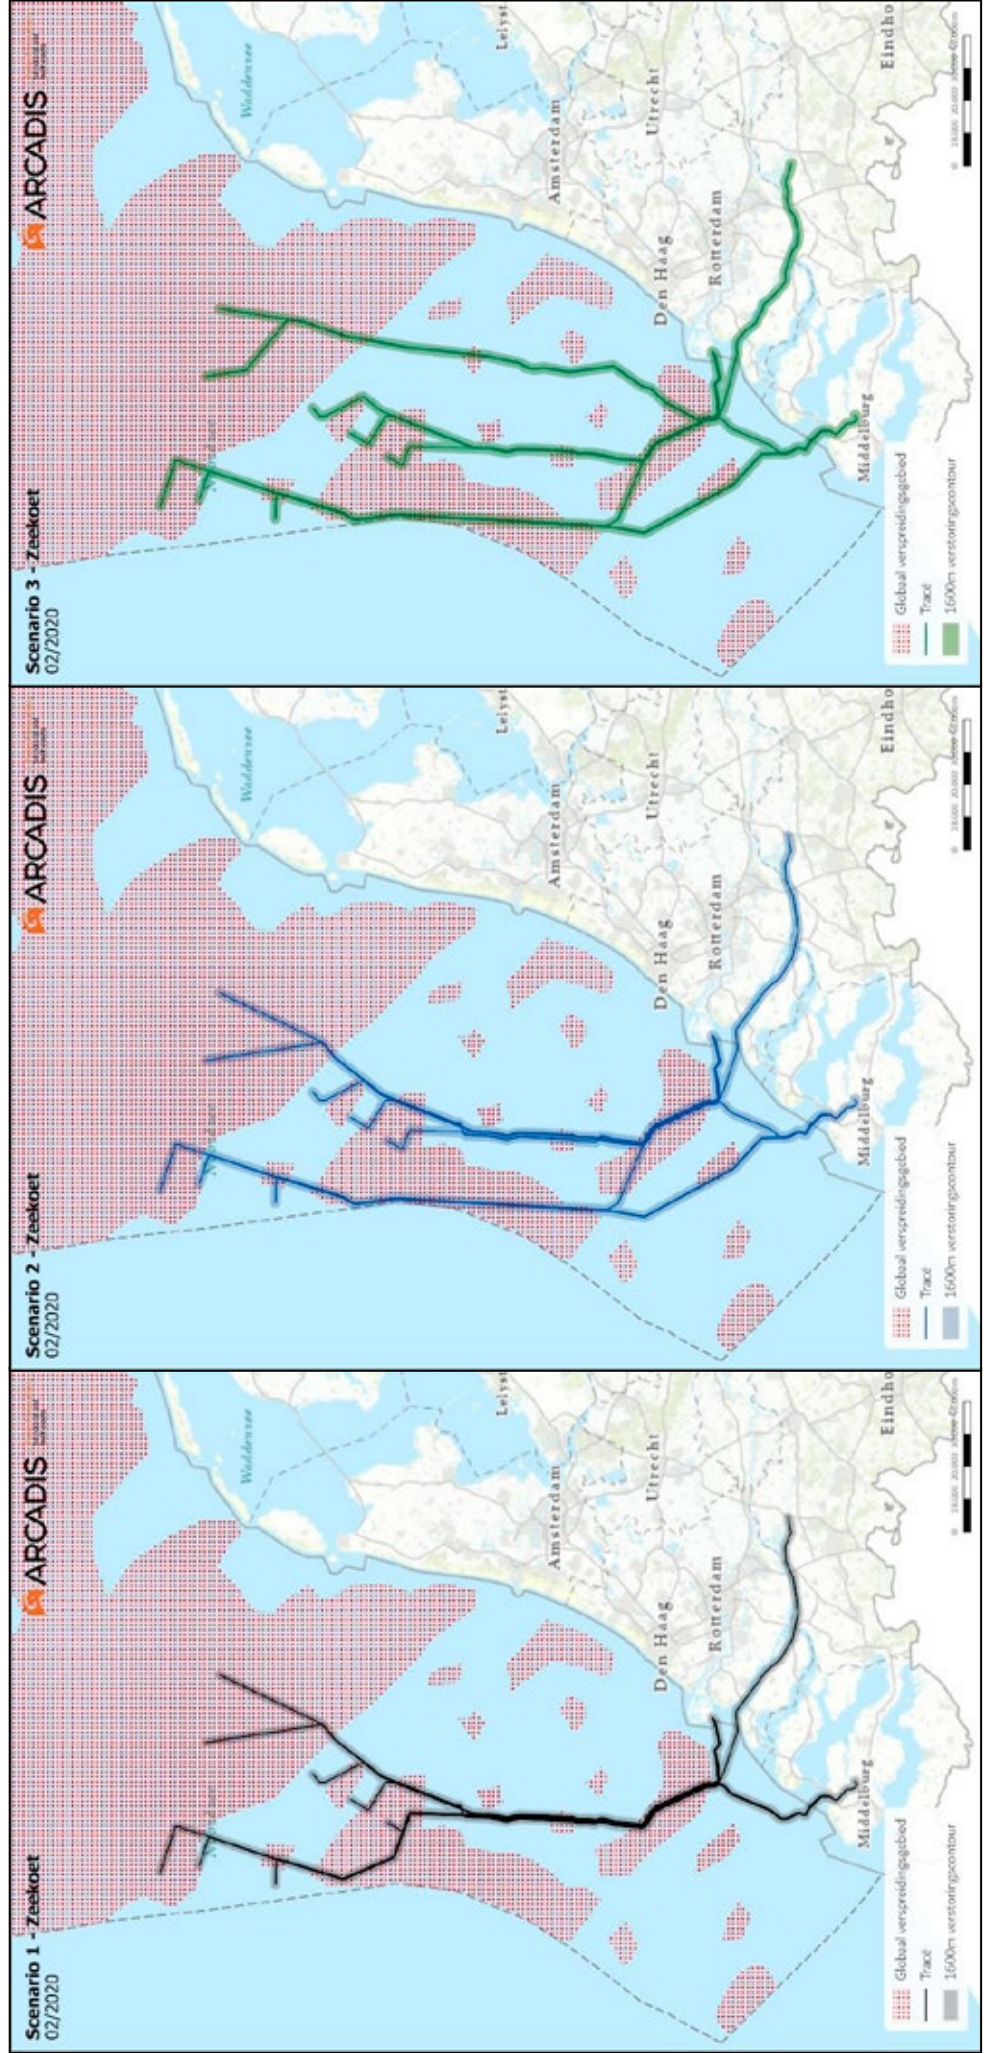 Scenario 1 - Zeekoet
02/2020
ARCADIS
Waddenzee
Lelyst
Amsterdam
Utrecht
Den Haag
Rotterdam
Middelburg
Eindho
Globaal verspreidingsgebied
Tracé
1600m verstoringscontour
Scenario 2 - Zeekoet
02/2020
ARCADIS
Waddenzee
Lelyst
Amsterdam
Utrecht
Den Haag
Rotterdam
Middelburg
Eindho
Globaal verspreidingsgebied
Tracé
1600m verstoringscontour
Scenario 3 - Zeekoet
02/2020
ARCADIS
Waddenzee
Lelyst
Amsterdam
Utrecht
Den Haag
Rotterdam
Middelburg
Eindho
Globaal verspreidingsgebied
Tracé
1600m verstoringscontour